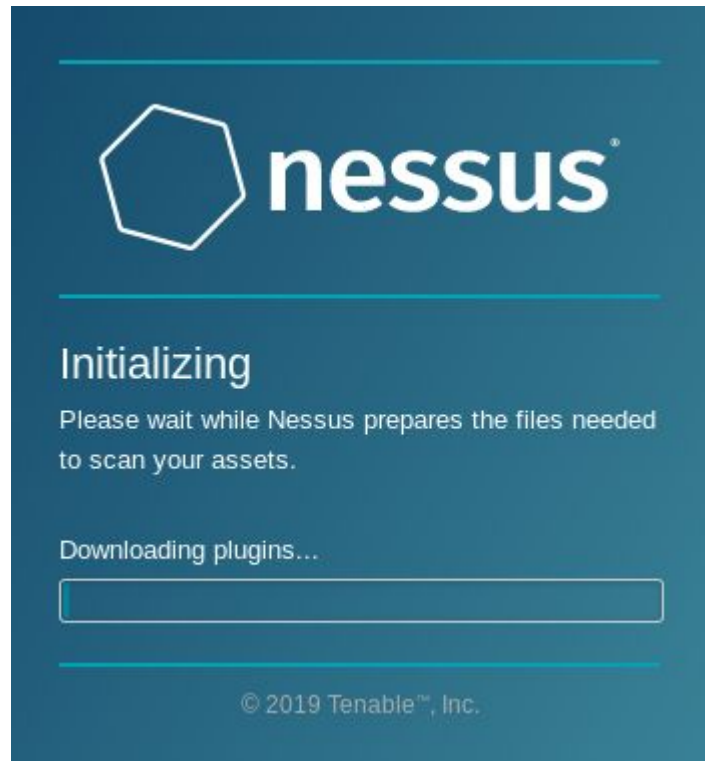 nessus®
Initializing
Please wait while Nessus prepares the files needed
to scan your assets.
Downloading plugins...
© 2019 Tenable™, Inc.